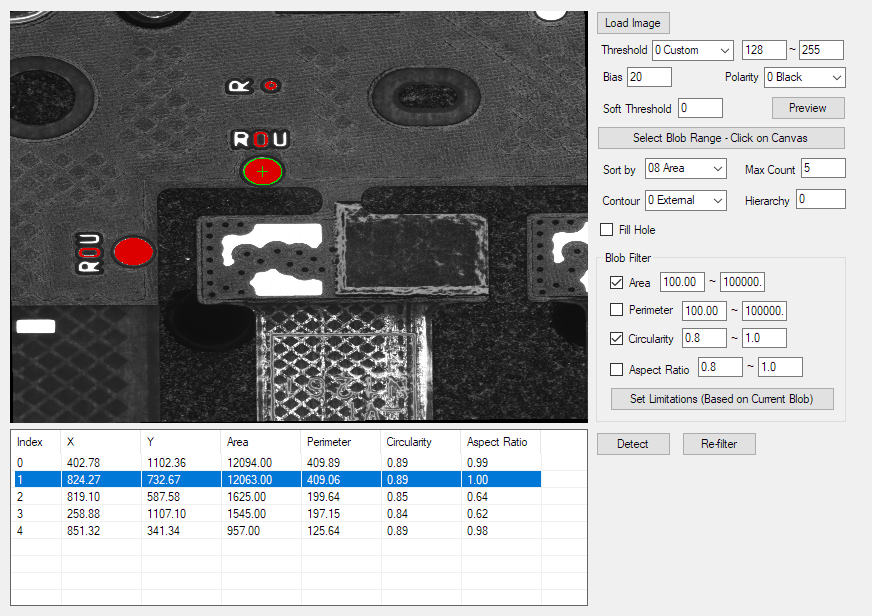 Load Image
Threshold 0 Custom 128 ~ 255
Bias 20 Polarity 0 Black
Soft Threshold 0 Preview
Select Blob Range - Click on Canvas
Sort by 08 Area Max Count 5
Contour 0 External Hierarchy 0
Fill Hole
Blob Filter
Area 100.00 ~ 100000.
Perimeter 100.00 ~ 100000.
Circularity 0.8 ~ 1.0
Aspect Ratio 0.8 ~ 1.0
Set Limitations (Based on Current Blob)
Detect Re-filter
R
ROU
ROU
Index X Y Area Perimeter Circularity Aspect Ratio
0 402.78 1102.36 12094.00 409.89 0.89 0.99
1 824.27 732.67 12063.00 409.06 0.89 1.00
2 819.10 587.58 1625.00 199.64 0.85 0.64
3 258.88 1107.10 1545.00 197.15 0.84 0.62
4 851.32 341.34 957.00 125.64 0.89 0.98